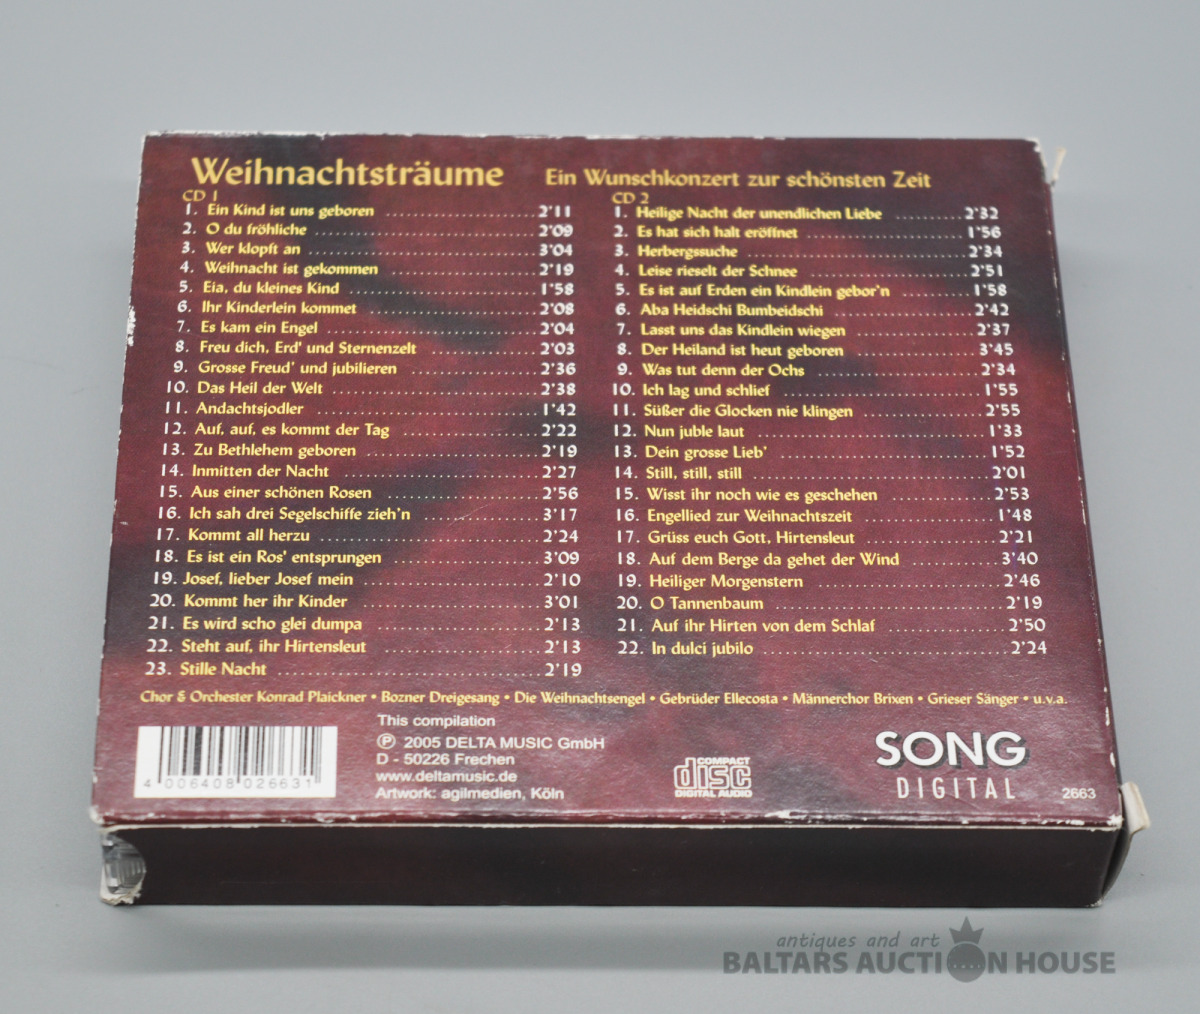 Weihnachtsträume Ein Wunschkonzert zur schönsten Zeit
CD 1
1. Ein Kind ist uns geboren 2'11
2. O du fröhliche 2'09
3. Wer klopft an 3'04
4. Weihnacht ist gekommen 2'19
5. Eia, du kleines Kind 1'58
6. Ihr Kinderlein kommet 2'08
7. Es kam ein Engel 2'04
8. Freu dich, Erd' und Sternenzelt 2'03
9. Grosse Freud' und jubilieren 2'36
10. Das Heil der Welt 2'38
11. Andachtsjodler 1'42
12. Auf, auf, es kommt der Tag 2'22
13. Zu Bethlehem geboren 2'19
14. Inmitten der Nacht 2'27
15. Aus einer schönen Rosen 2'56
16. Ich sah drei Segelschiffe zieh'n 3'17
17. Kommt all herzu 2'24
18. Es ist ein Ros' entsprungen 3'09
19. Josef, lieber Josef mein 2'10
20. Kommt her ihr Kinder 3'01
21. Es wird scho glei dumpa 2'13
22. Steht auf, ihr Hirtensleut 2'13
23. Stille Nacht 2'19
CD 2
1. Heilige Nacht der unendlichen Liebe 2'32
2. Es hat sich halt eröffnet 1'56
3. Herbergssuche 2'34
4. Leise rieselt der Schnee 2'51
5. Es ist auf Erden ein Kindlein gebor'n 1'58
6. Aba Heidschi Bumbeidschi 2'42
7. Lasst uns das Kindlein wiegen 2'37
8. Der Heiland ist heut geboren 3'45
9. Was tut denn der Ochs 2'34
10. Ich lag und schlief 1'55
11. Süßer die Glocken nie klingen 2'55
12. Nun juble laut 1'33
13. Dein grosse Lieb' 1'52
14. Still, still, still 2'01
15. Wisst ihr noch wie es geschehen 2'53
16. Engellied zur Weihnachtszeit 1'48
17. Grüss euch Gott, Hirtensleut 2'21
18. Auf dem Berge da gehet der Wind 3'40
19. Heiliger Morgenstern 2'46
20. O Tannenbaum 2'19
21. Auf ihr Hirten von dem Schlaf 2'50
22. In dulci jubilo 2'24
Chor & Orchester Konrad Plaickner • Bozner Dreigesang • Die Weihnachtsengel • Gebrüder Ellecosta • Männerchor Brixen • Grieser Sänger • u.v.a.
This compilation
℗ 2005 DELTA MUSIC GmbH
D - 50226 Frechen
www.deltamusic.de
Artwork: agilmedien, Köln
4 006408 026631
COMPACT
disc
DIGITAL AUDIO
SONG
DIGITAL
2663
antiques and art
BALTARS AUCTION HOUSE